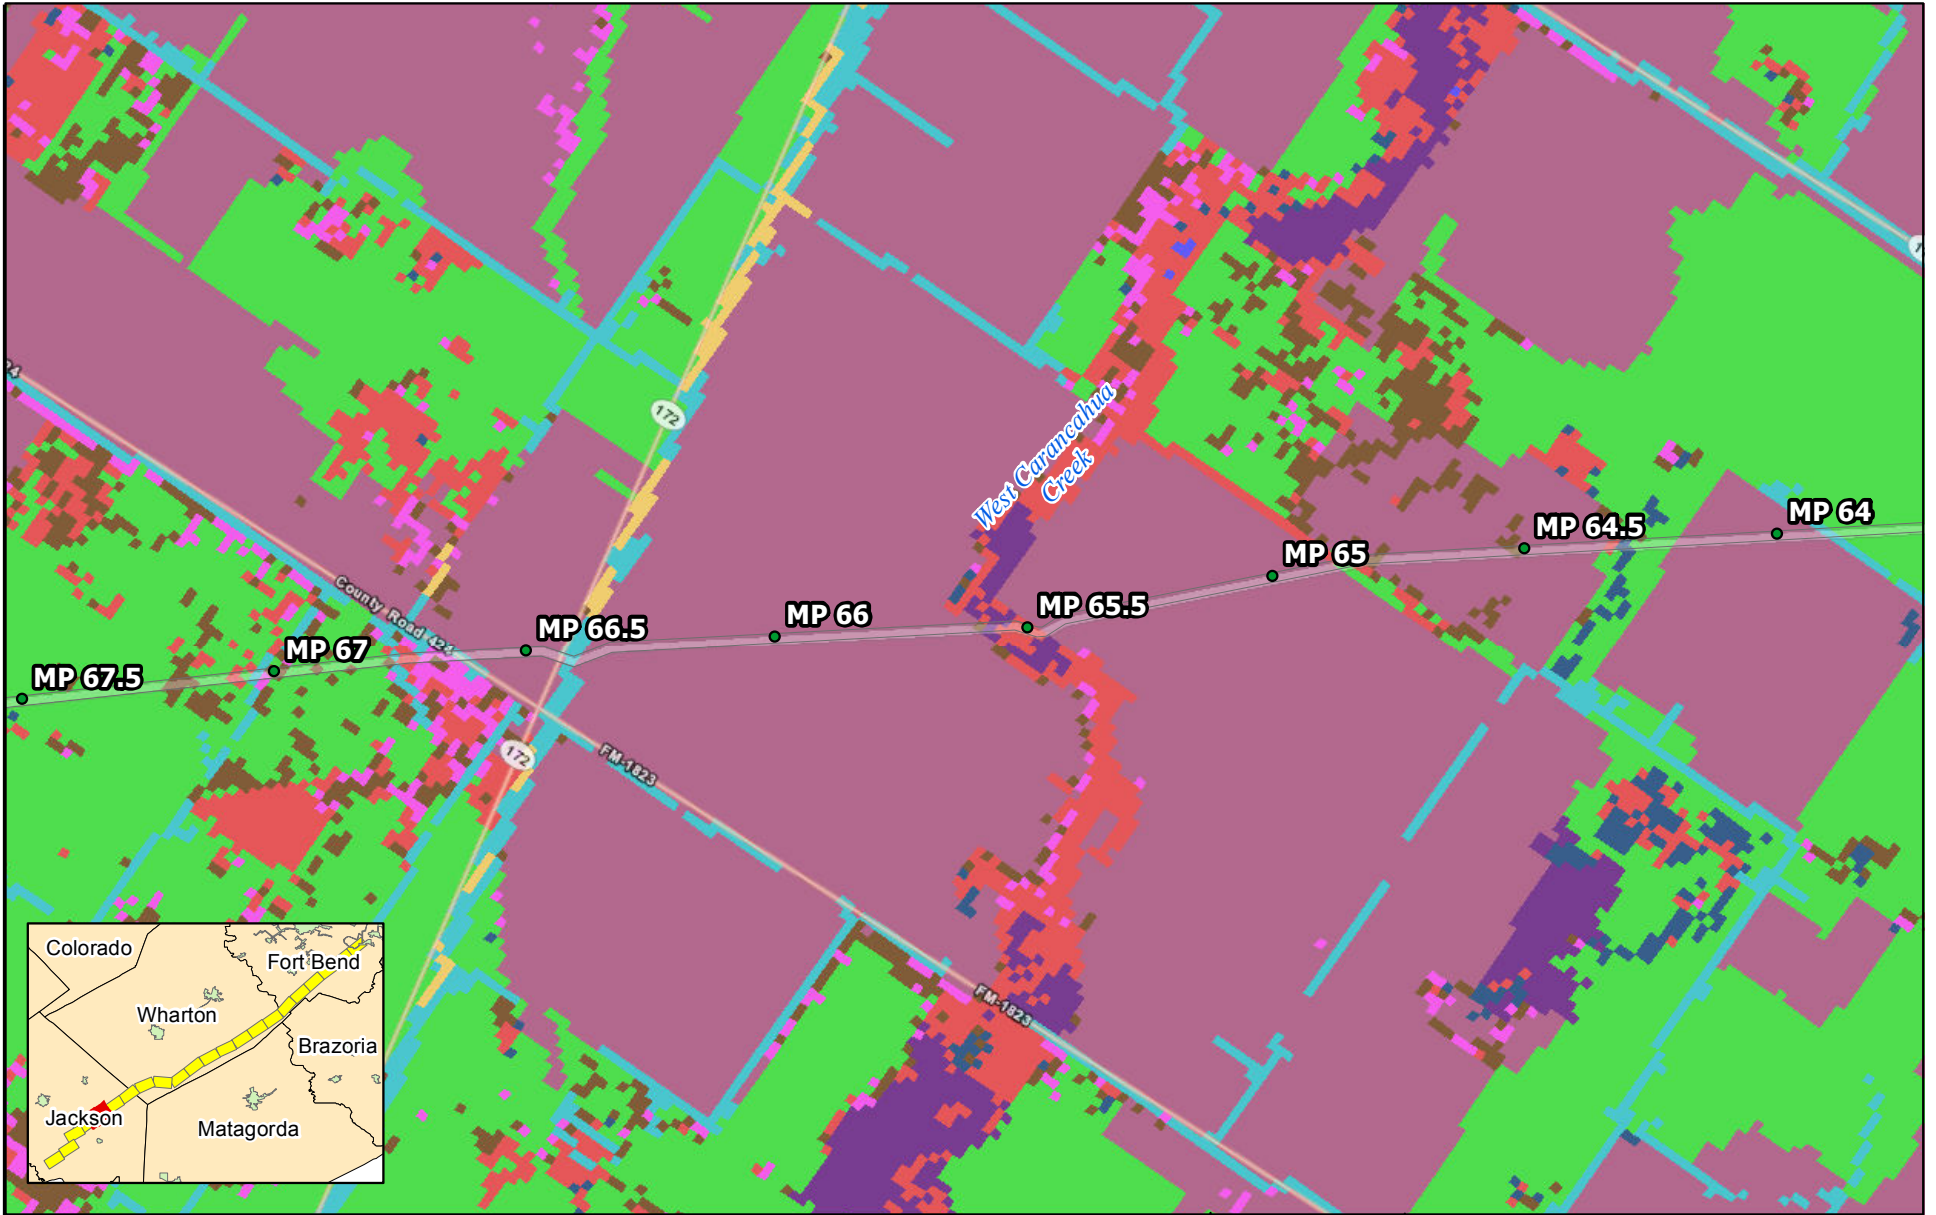 172
West Carancahua
Creek
MP 64
MP 64.5
MP 65
MP 65.5
MP 66
MP 66.5
MP 67
MP 67.5
County Road 424
172
FM-1823
FM-1823
Colorado
Fort Bend
Wharton
Brazoria
Jackson
Matagorda